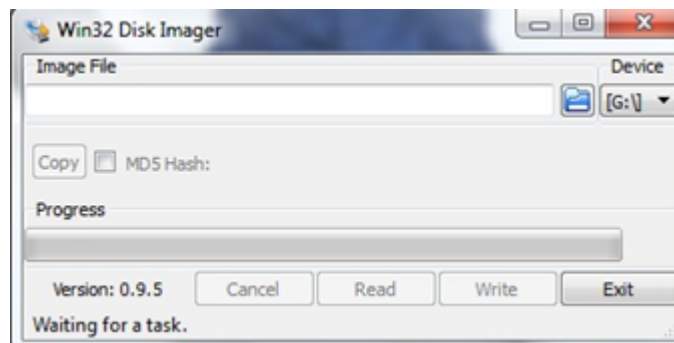 Win32 Disk Imager
Image File Device
[G:\]
Copy MD5 Hash:
Progress
Version: 0.9.5 Cancel Read Write Exit
Waiting for a task.